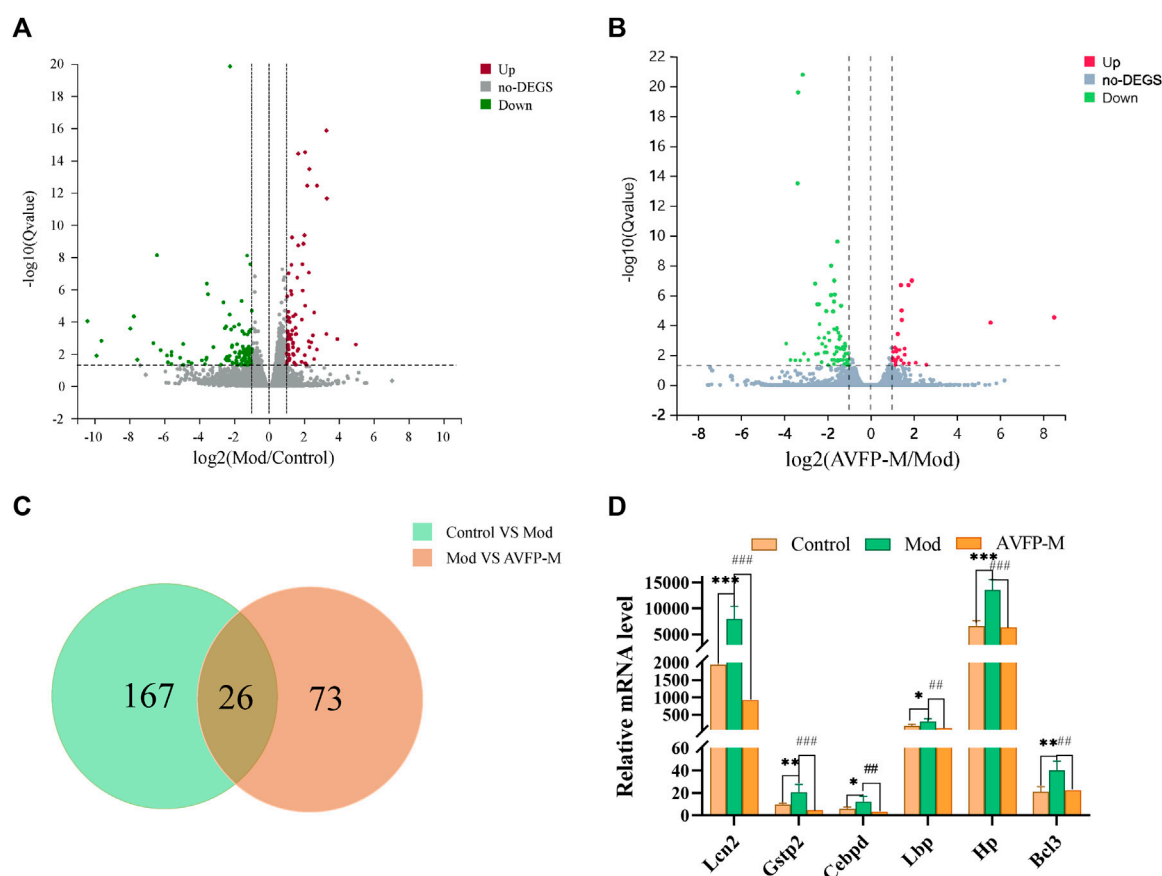 A
20
18
16
14
12
10
8
6
4
2
0
-2
-log10(Qvalue)
-10 -8 -6 -4 -2 0 2 4 6 8 10
log2(Mod/Control)
Up
no-DEGS
Down
B
22
20
18
16
14
12
10
8
6
4
2
0
-2
-log10(Qvalue)
-8 -6 -4 -2 0 2 4 6 8
log2(AVFP-M/Mod)
Up
no-DEGS
Down
C
Control VS Mod
Mod VS AVFP-M
167 26 73
D
Control Mod AVFP-M
Relative mRNA level
15000
10000
5000
2000
1500
1000
500
60
40
20
0
*** ###
** ###
* ##
* ##
*** ###
** ##
Lcn2 Gstp2 Cebpd Lbp Hp Bcl3